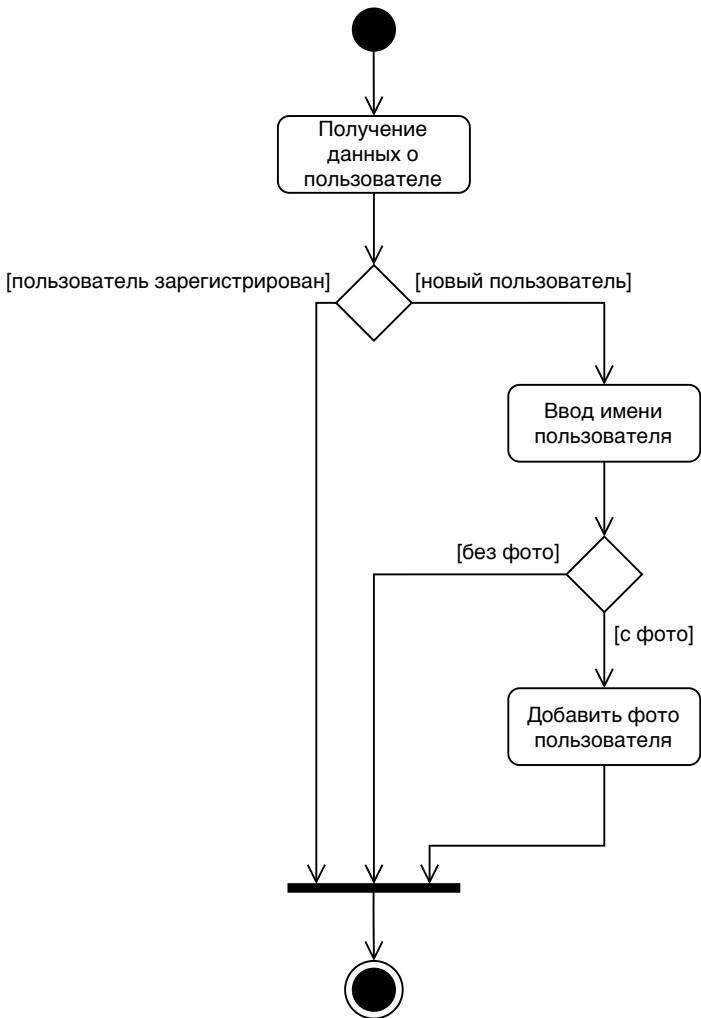 Получение
данных о
пользователе
[пользователь зарегистрирован]
[новый пользователь]
Ввод имени
пользователя
[без фото]
[с фото]
Добавить фото
пользователя